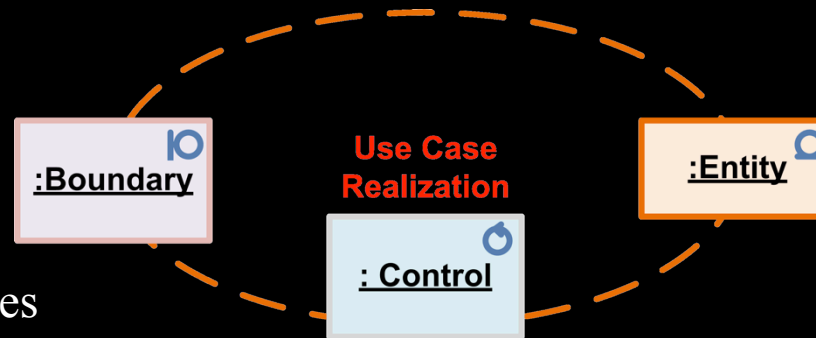 Use Case
Realization
:Boundary
:Entity
: Control
es